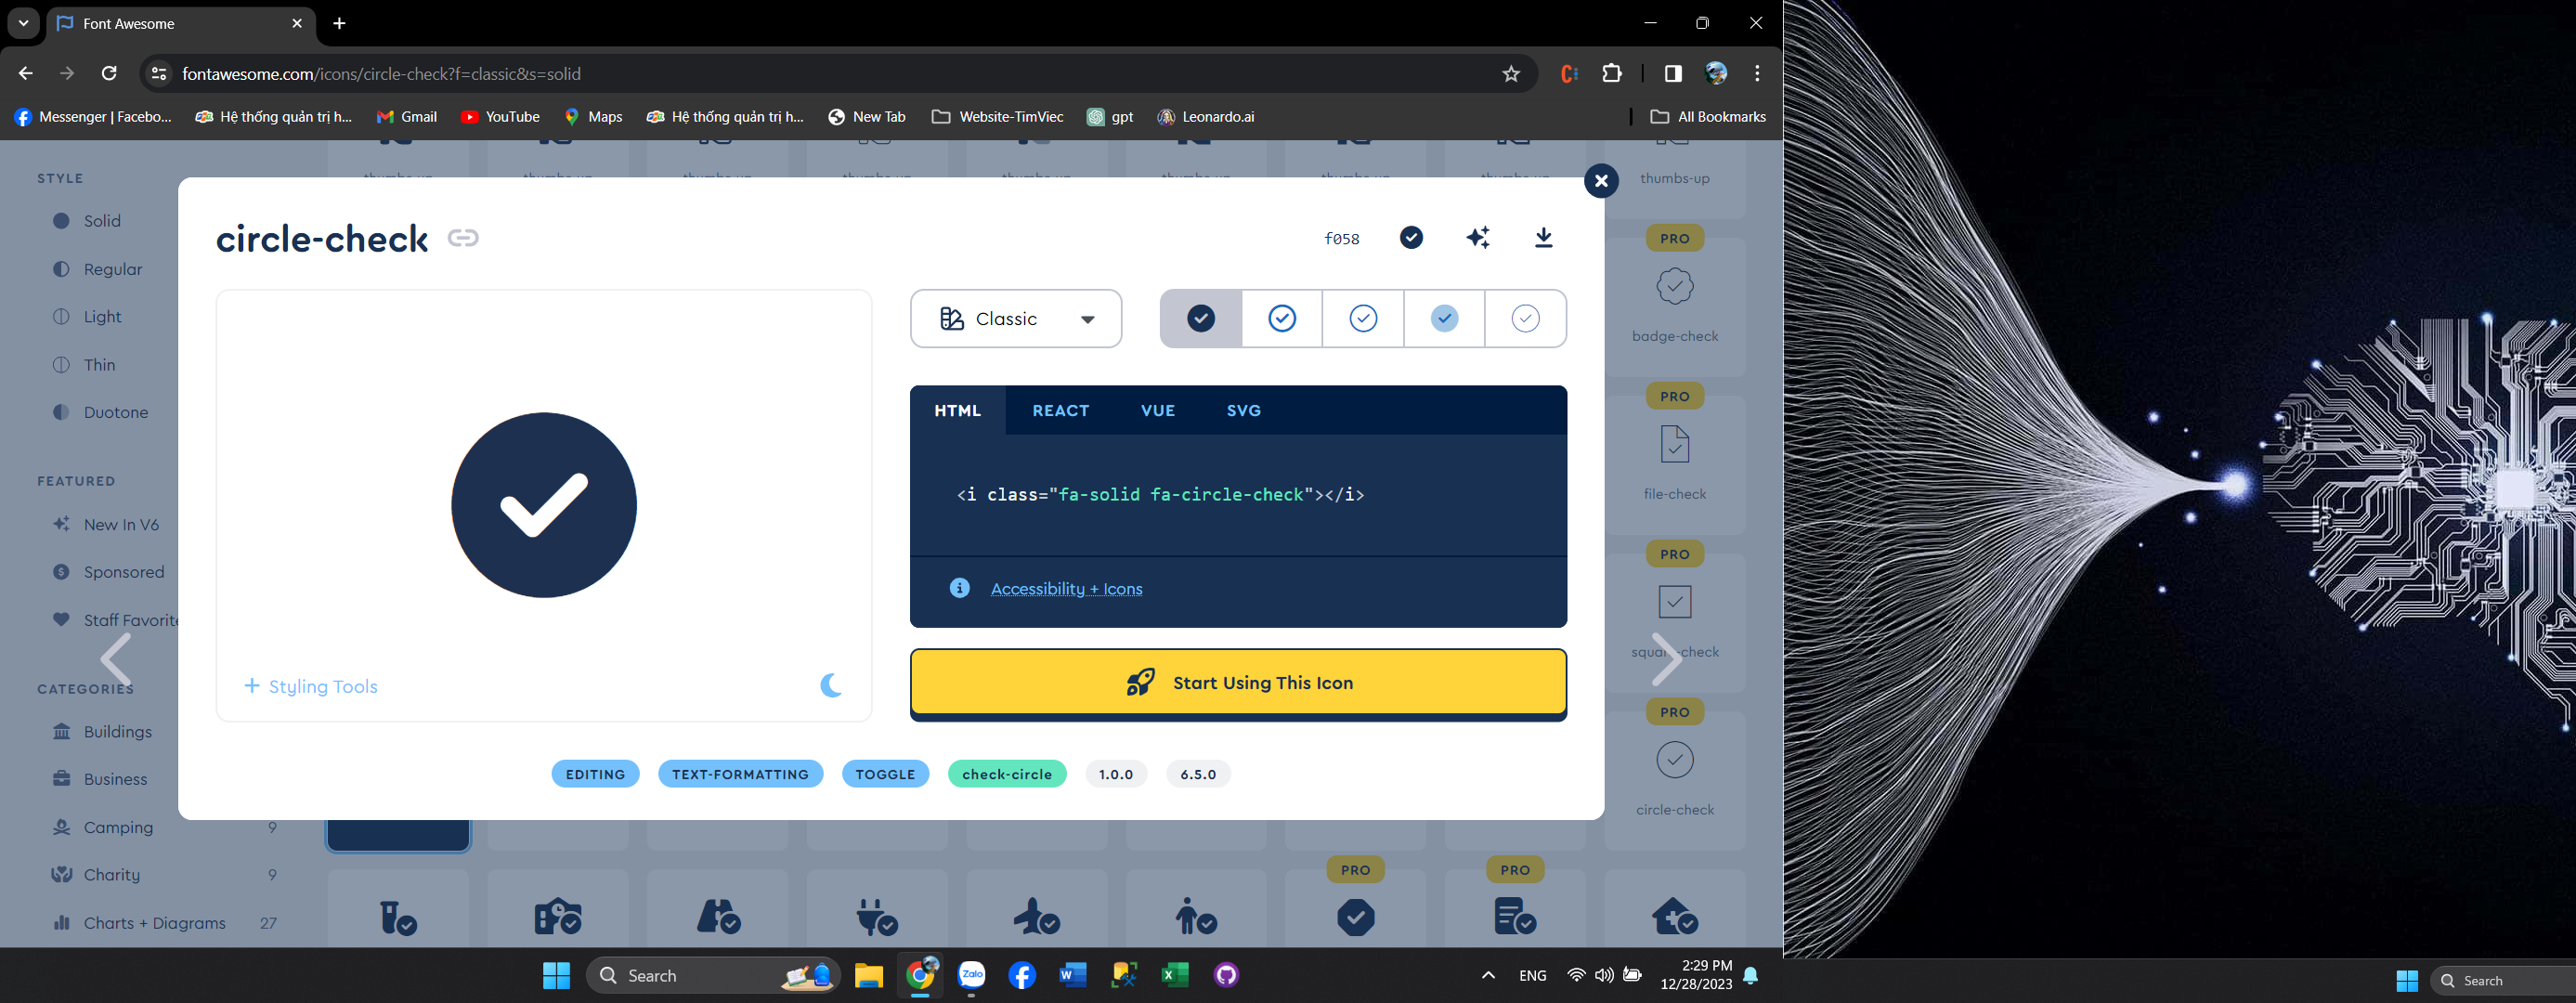 Font Awesome
fontawesome.com/icons/circle-check?f=classic&s=solid
Messenger | Facebo...
Hệ thống quản trị h...
Gmail
YouTube
Maps
Hệ thống quản trị h...
New Tab
Website-TimViec
gpt
Leonardo.ai
All Bookmarks
STYLE
Solid
Regular
Light
Thin
Duotone
FEATURED
New In V6
Sponsored
Staff Favorite
CATEGORIES
Buildings
Business
Camping 9
Charity 9
Charts + Diagrams 27
circle-check
f058
Classic
HTML REACT VUE SVG
<i class="fa-solid fa-circle-check"></i>
Accessibility + Icons
Start Using This Icon
+ Styling Tools
EDITING TEXT-FORMATTING TOGGLE check-circle 1.0.0 6.5.0
thumbs-up
PRO
badge-check
PRO
file-check
PRO
square-check
PRO
circle-check
PRO
PRO
Search
Zalo
ENG
2:29 PM
12/28/2023
Search